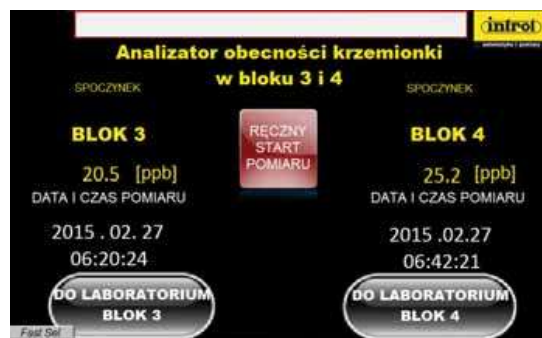 introl
Analizator obecności krzemionki
w bloku 3 i 4
SPOCZYNEK
SPOCZYNEK
BLOK 3
RĘCZNY
START
POMIARU
BLOK 4
20.5 [ppb]
25.2 [ppb]
DATA I CZAS POMIARU
DATA I CZAS POMIARU
2015 . 02. 27
2015 .02.27
06:20:24
06:42:21
DO LABORATORIUM
BLOK 3
DO LABORATORIUM
BLOK 4
Fast Sel